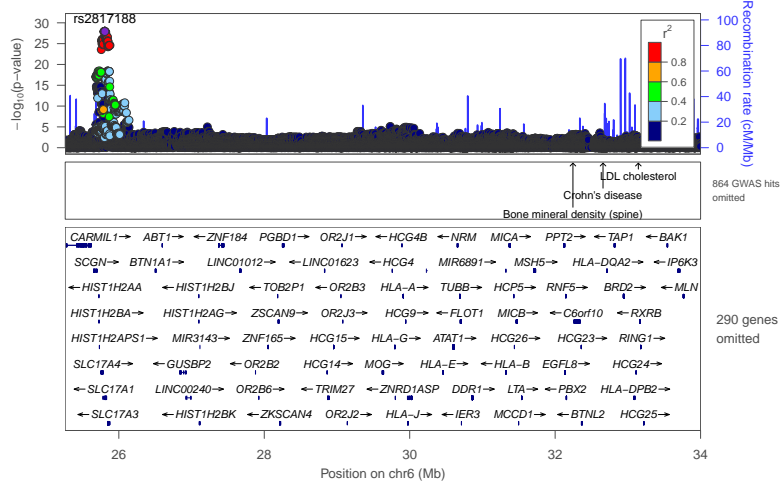 rs2817188
−log10(p−value)
30
25
20
15
10
5
0
r2
0.8
0.6
0.4
0.2
100
80
60
40
20
0
Recombination rate (cM/Mb)
LDL cholesterol
Crohn's disease
Bone mineral density (spine)
864 GWAS hits
omitted
CARMIL1→ ABT1→ ←ZNF184 PGBD1→ OR2J1→ ←HCG4B ←NRM MICA→ PPT2→ ←TAP1 ←BAK1
SCGN→ BTN1A1→ LINC01012→ ←LINC01623 ←HCG4 MIR6891→ MSH5→ HLA−DQA2→ ←IP6K3
←HIST1H2AA ←HIST1H2BJ ←TOB2P1 ←OR2B3 HLA−A→ TUBB→ HCP5→ RNF5→ BRD2→ ←MLN
HIST1H2BA→ HIST1H2AG→ ZSCAN9→ OR2J3→ HCG9→ ←FLOT1 MICB→ ←C6orf10 ←RXRB
HIST1H2APS1→ MIR3143→ ZNF165→ HCG15→ HLA−G→ ATAT1→ HCG26→ HCG23→ RING1→
SLC17A4→ ←GUSBP2 ←OR2B2 HCG14→ MOG→ HLA−E→ ←HLA−B EGFL8→ HCG24→
←SLC17A1 LINC00240→ OR2B6→ ←TRIM27 ←ZNRD1ASP DDR1→ LTA→ ←PBX2 HLA−DPB2→
←SLC17A3 ←HIST1H2BK ←ZKSCAN4 OR2J2→ HLA−J→ ←IER3 MCCD1→ ←BTNL2 HCG25→
290 genes
omitted
26 28 30 32 34
Position on chr6 (Mb)